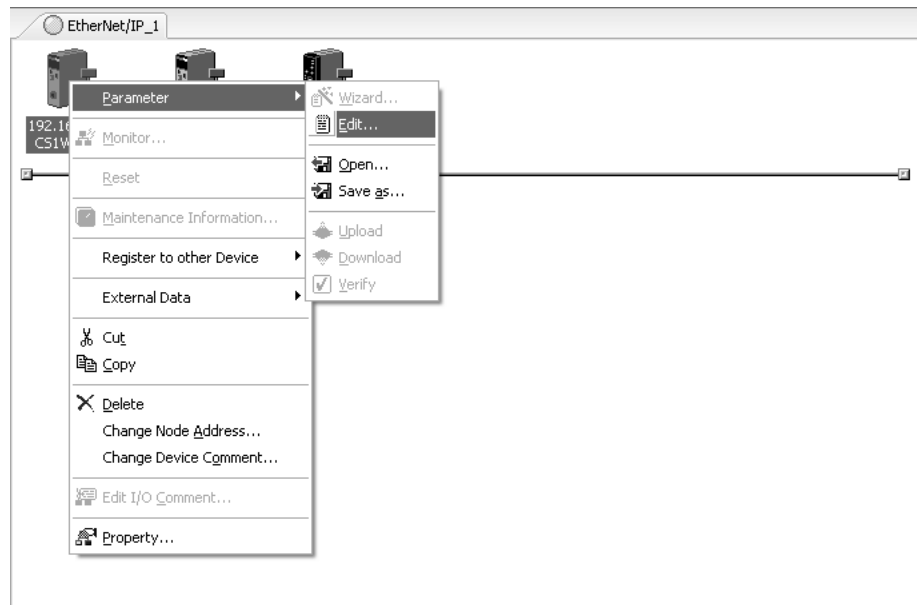 EtherNet/IP_1
192.16
CS1W
Parameter
Monitor...
Reset
Maintenance Information...
Register to other Device
External Data
Cut
Copy
Delete
Change Node Address...
Change Device Comment...
Edit I/O Comment...
Property...
Wizard...
Edit...
Open...
Save as...
Upload
Download
Verify